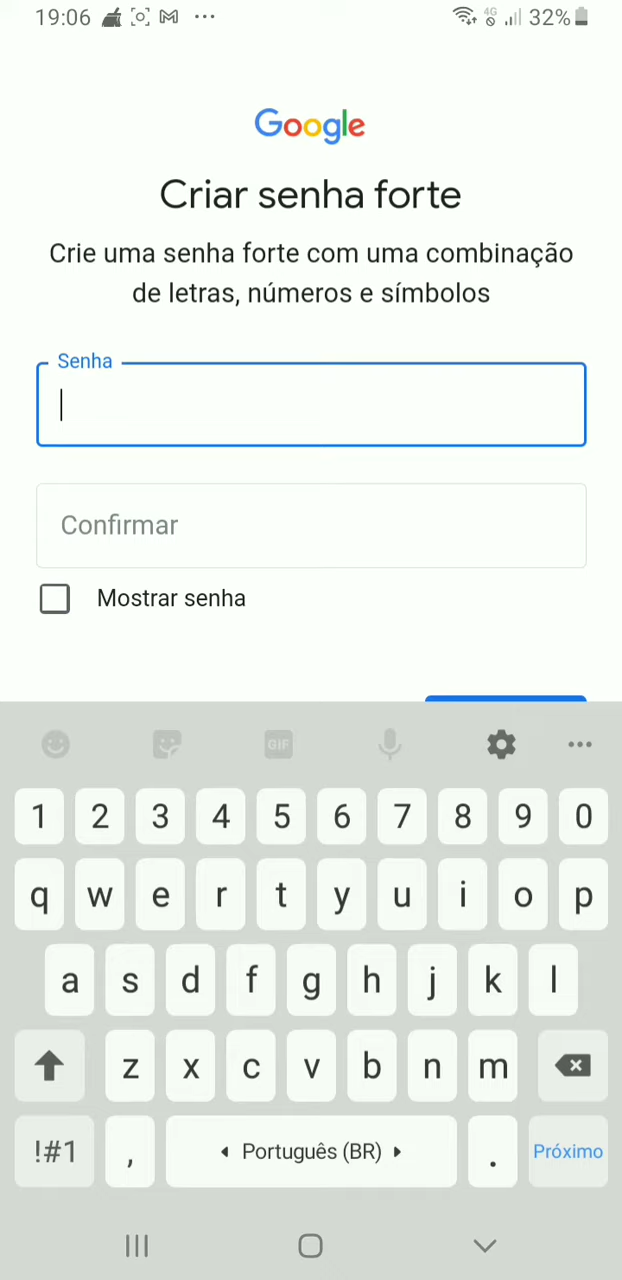 19:06 ... 4G 32%
Google
Criar senha forte
Crie uma senha forte com uma combinação
de letras, números e símbolos
Senha
Confirmar
Mostrar senha
GIF
1 2 3 4 5 6 7 8 9 0
q w e r t y u i o p
a s d f g h j k l
z x c v b n m
!#1 , Português (BR) . Próximo